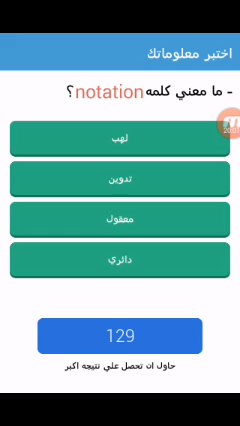 اختبر معلوماتك
- ما معني كلمه notation ؟
لهب
تدوين
معقول
دائري
129
حاول ان تحصل علي نتيجه اكبر